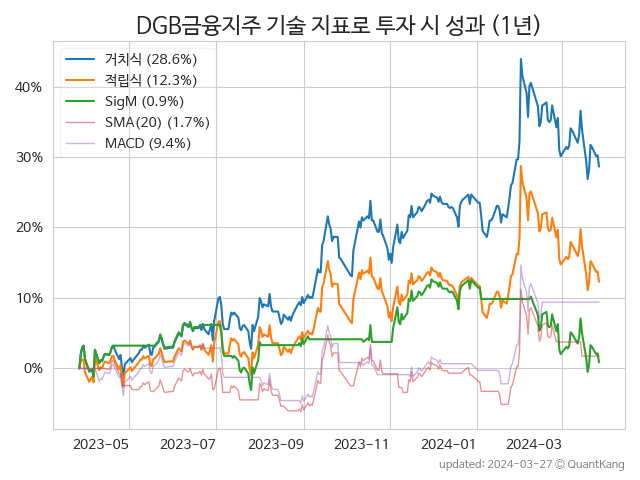 DGB금융지주 기술 지표로 투자 시 성과 (1년)
거치식 (28.6%)
적립식 (12.3%)
SigM (0.9%)
SMA(20) (1.7%)
MACD (9.4%)
40%
30%
20%
10%
0%
2023-05 2023-07 2023-09 2023-11 2024-01 2024-03
updated: 2024-03-27 © QuantKang